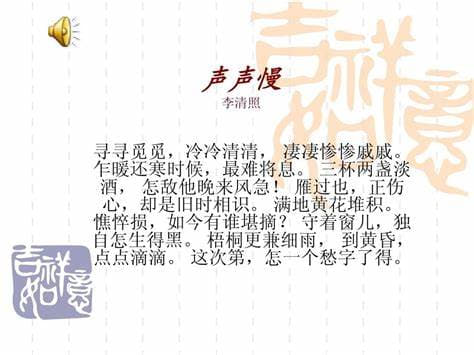 吉祥
如意
声声慢
李清照
寻寻觅觅，冷冷清清， 凄凄惨惨戚戚。
乍暖还寒时候，最难将息。 三杯两盏淡
酒， 怎敌他晚来风急！ 雁过也，正伤
心，却是旧时相识。 满地黄花堆积。
憔悴损，如今有谁堪摘？ 守着窗儿，独
自怎生得黑。 梧桐更兼细雨， 到黄昏，
点点滴滴。 这次第，怎一个愁字了得。
吉祥
如意